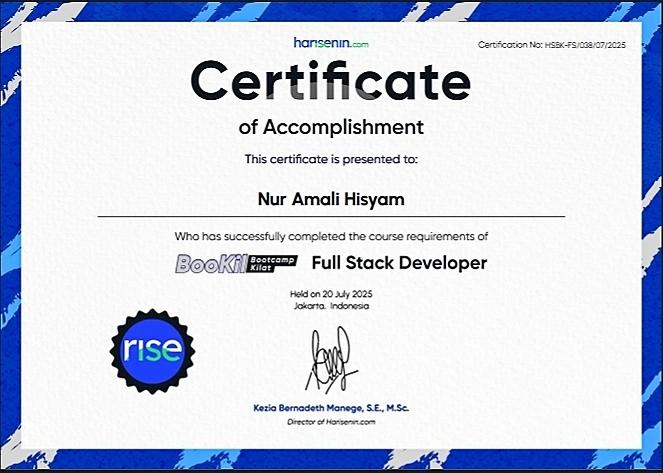 harisenin.com
Certification No: HSBK-FS/038/07/2025
Certificate
of Accomplishment
This certificate is presented to:
Nur Amali Hisyam
Who has successfully completed the course requirements of
BooKil Bootcamp Kilat Full Stack Developer
Held on 20 July 2025
Jakarta, Indonesia
rise
Kezia Bernadeth Manege, S.E., M.Sc.
Director of Harisenin.com